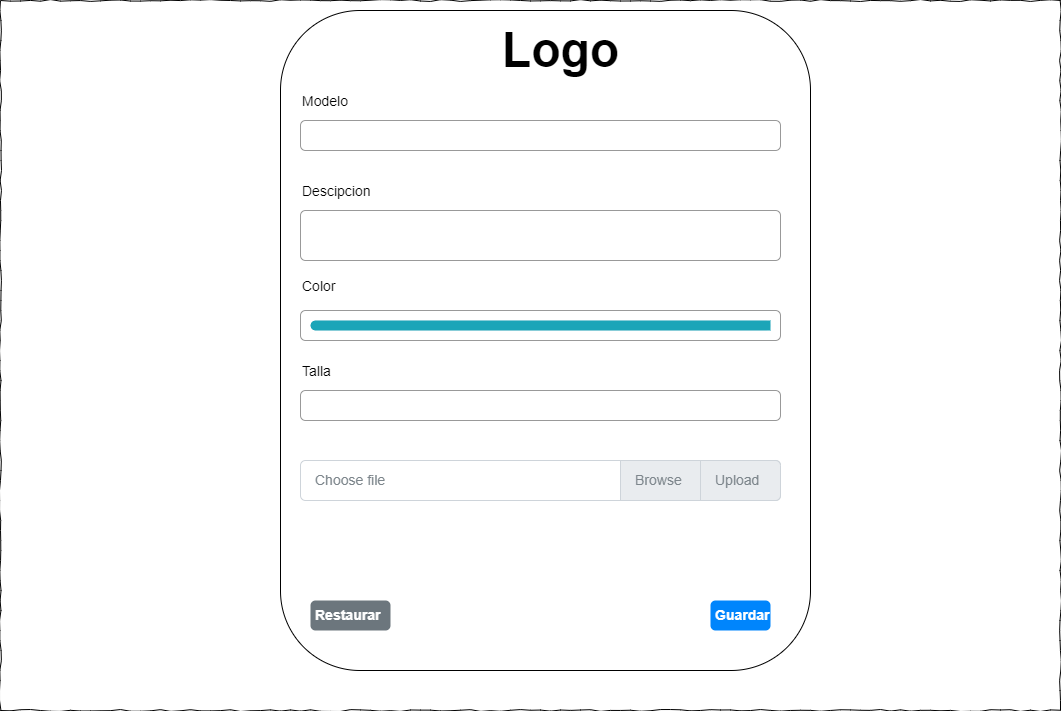 Logo
Modelo
Descipcion
Color
Talla
Choose file Browse Upload
Restaurar Guardar